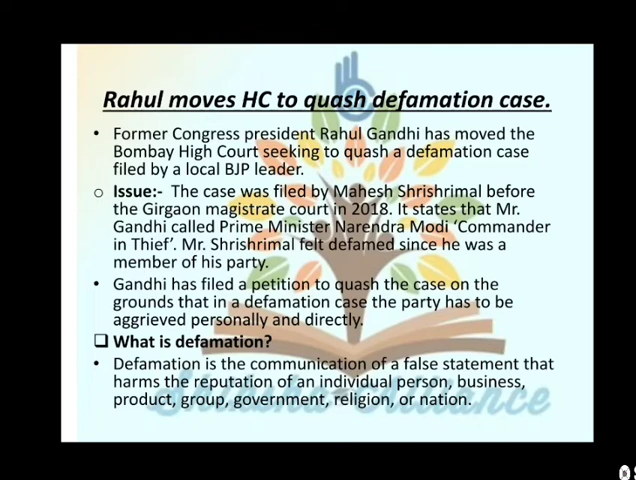 Rahul moves HC to quash defamation case.
• Former Congress president Rahul Gandhi has moved the
Bombay High Court seeking to quash a defamation case
filed by a local BJP leader.
o Issue:- The case was filed by Mahesh Shrishrimal before
the Girgaon magistrate court in 2018. It states that Mr.
Gandhi called Prime Minister Narendra Modi ‘Commander
in Thief’. Mr. Shrishrimal felt defamed since he was a
member of his party.
• Gandhi has filed a petition to quash the case on the
grounds that in a defamation case the party has to be
aggrieved personally and directly.
❑ What is defamation?
• Defamation is the communication of a false statement that
harms the reputation of an individual person, business,
product, group, government, religion, or nation.